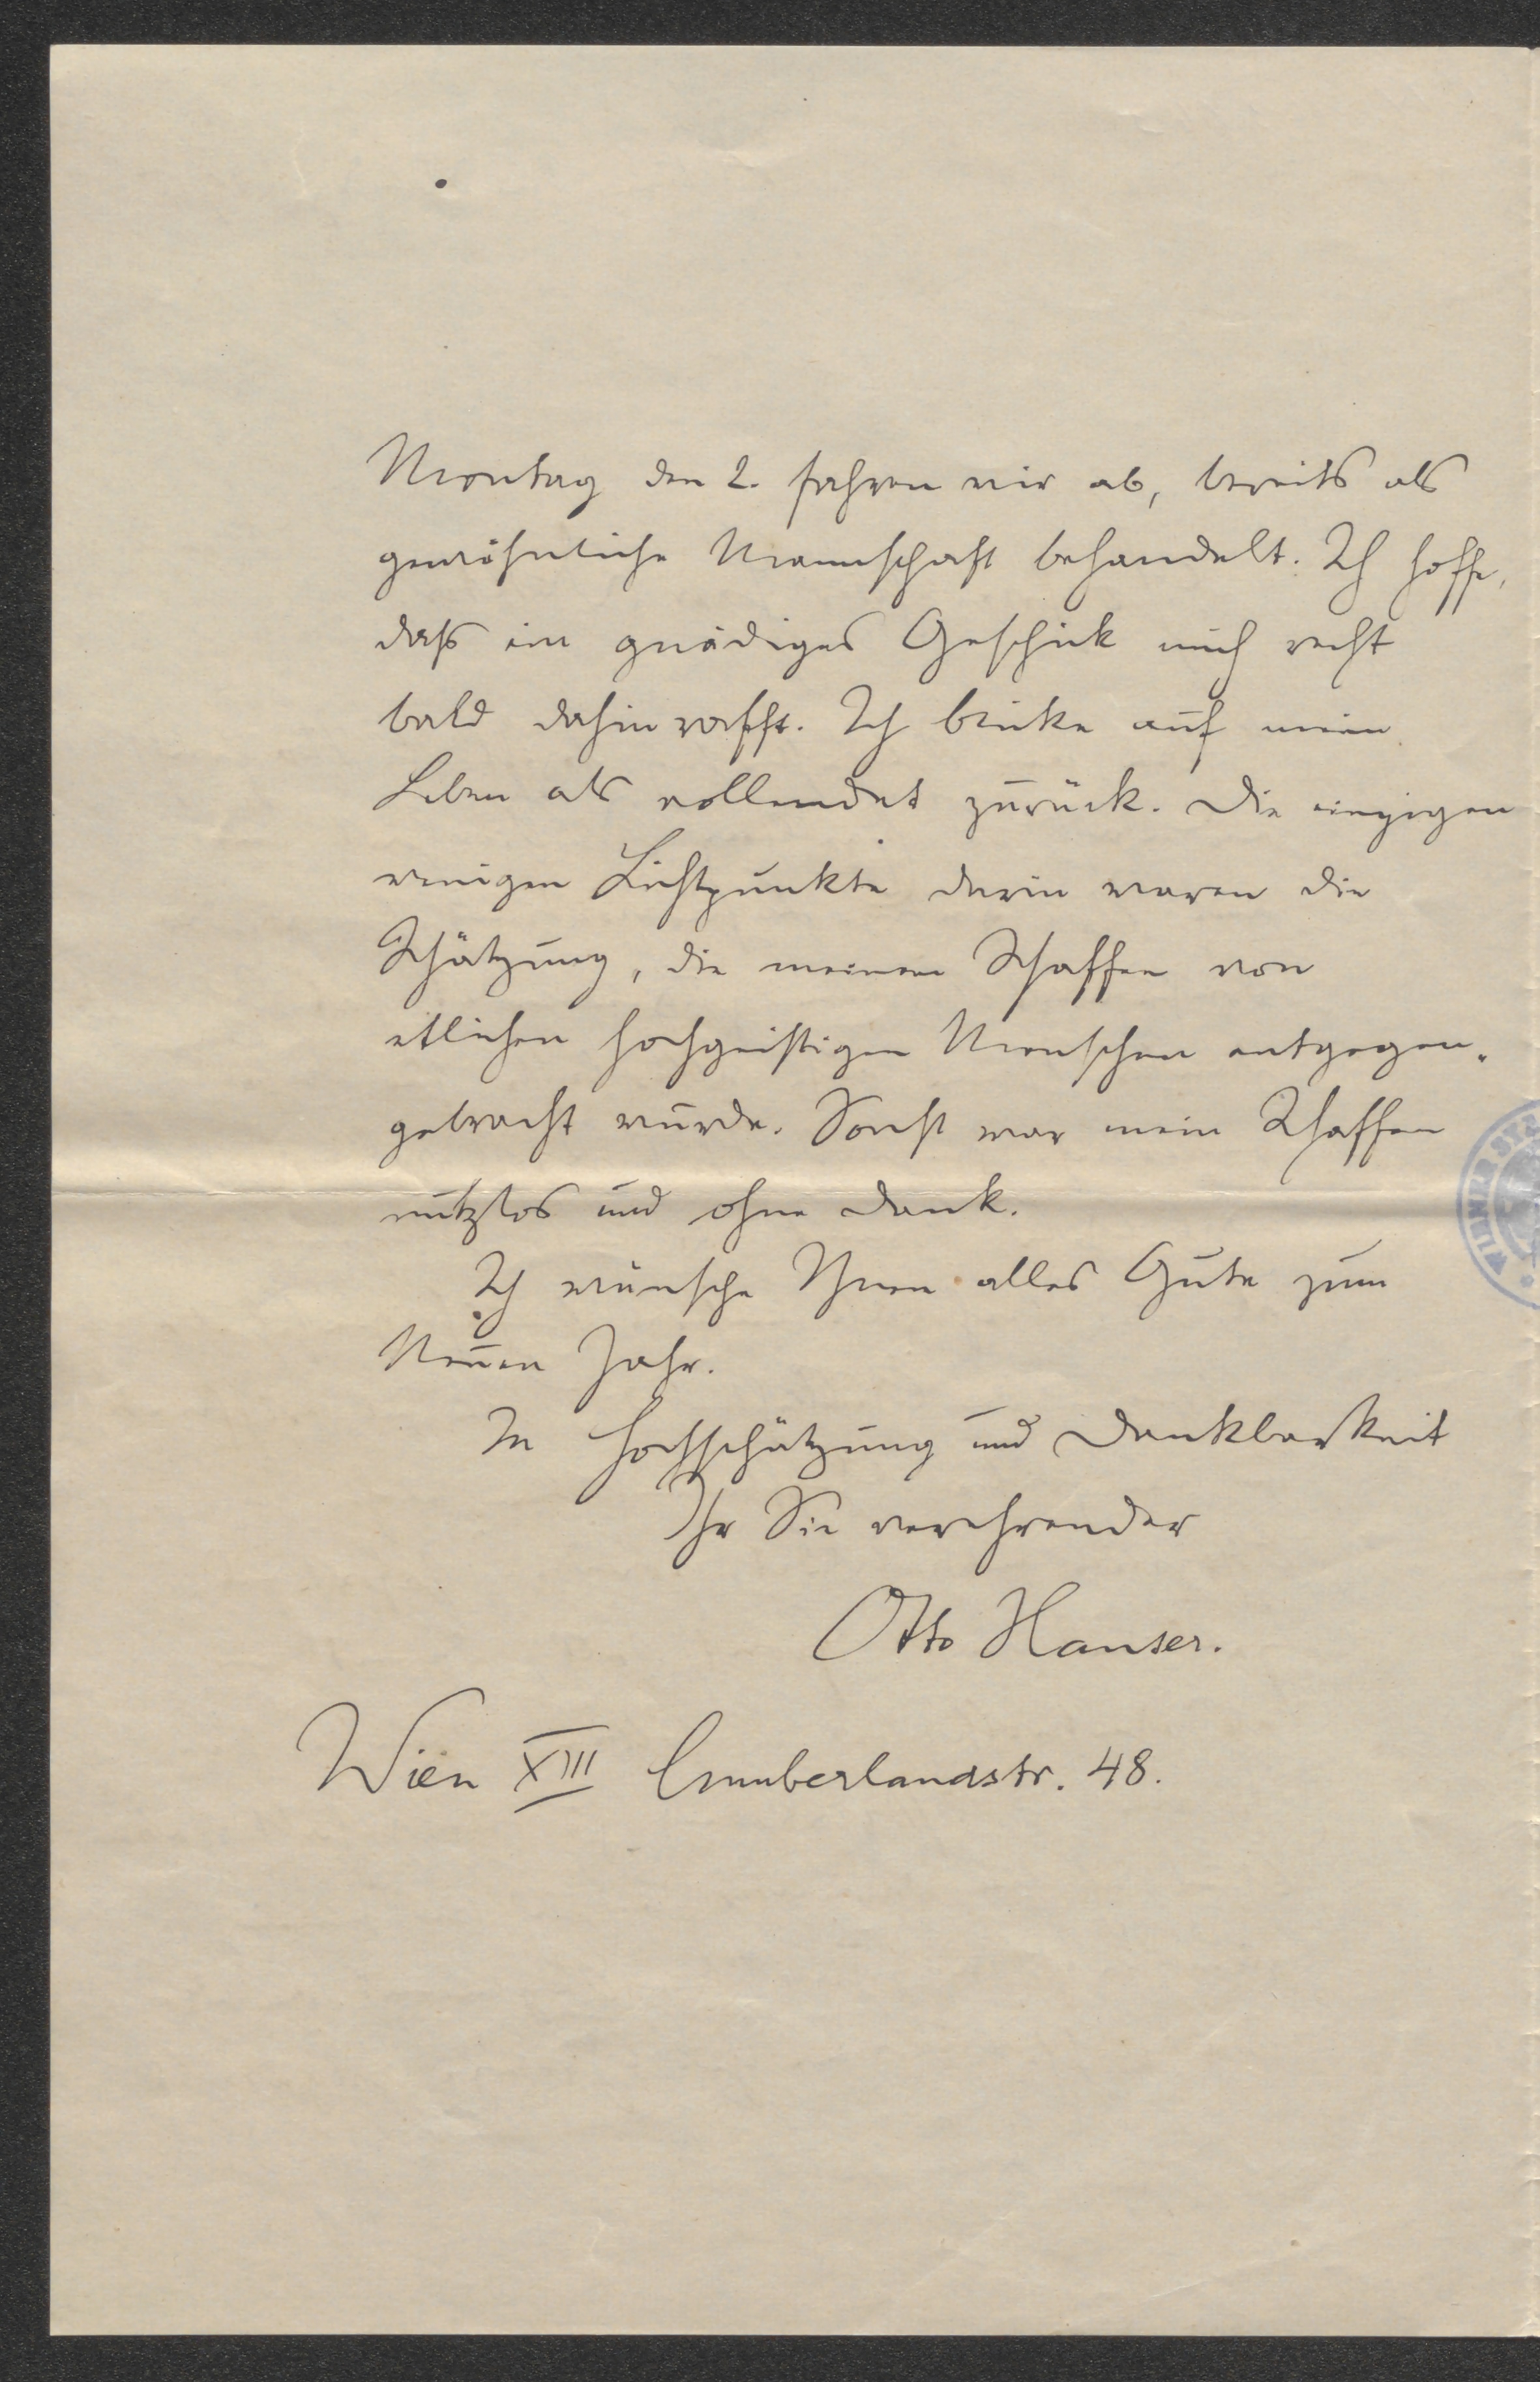 Montag den 2. fahren wir ab, bereits als
gewöhnliche Mannschaft behandelt. Ich hoffe,
daß ein gnädiges Geschick mich recht
bald dahinrafft. Ich blicke auf mein
Leben als vollendet zurück. Die einzigen
wenigen Lichtpunkte darin waren die
Schätzung, die meinem Schaffen von
etlichen hochgeistigen Menschen entgegen-
gebracht wurde. Sonst war mein Schaffen
nutzlos und ohne Dank.
Ich wünsche Ihnen alles Gute zum
Neuen Jahr.
In Hochschätzung und Dankbarkeit
Ihr Sie verehrender
Otto Hauser.
Wien XIII Cumberlandstr. 48.
WIENER